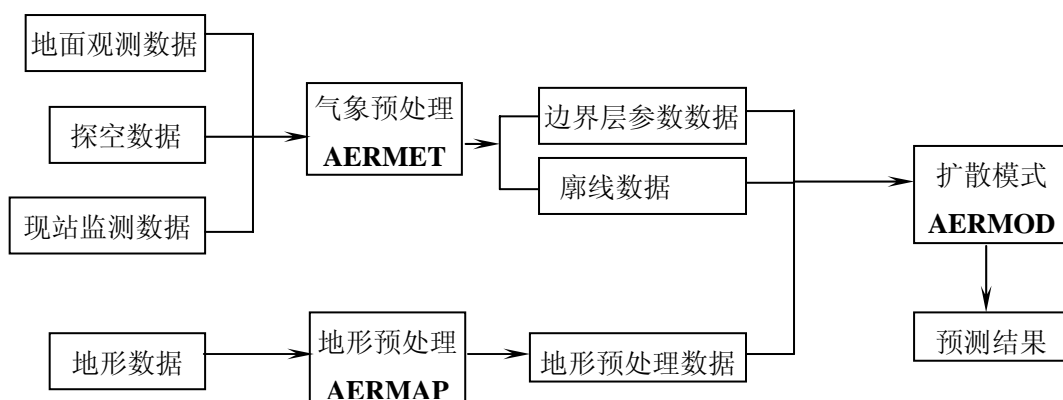 地面观测数据
探空数据
现站监测数据
气象预处理
AERMET
边界层参数数据
廓线数据
扩散模式
AERMOD
预测结果
地形数据
地形预处理
AERMAP
地形预处理数据